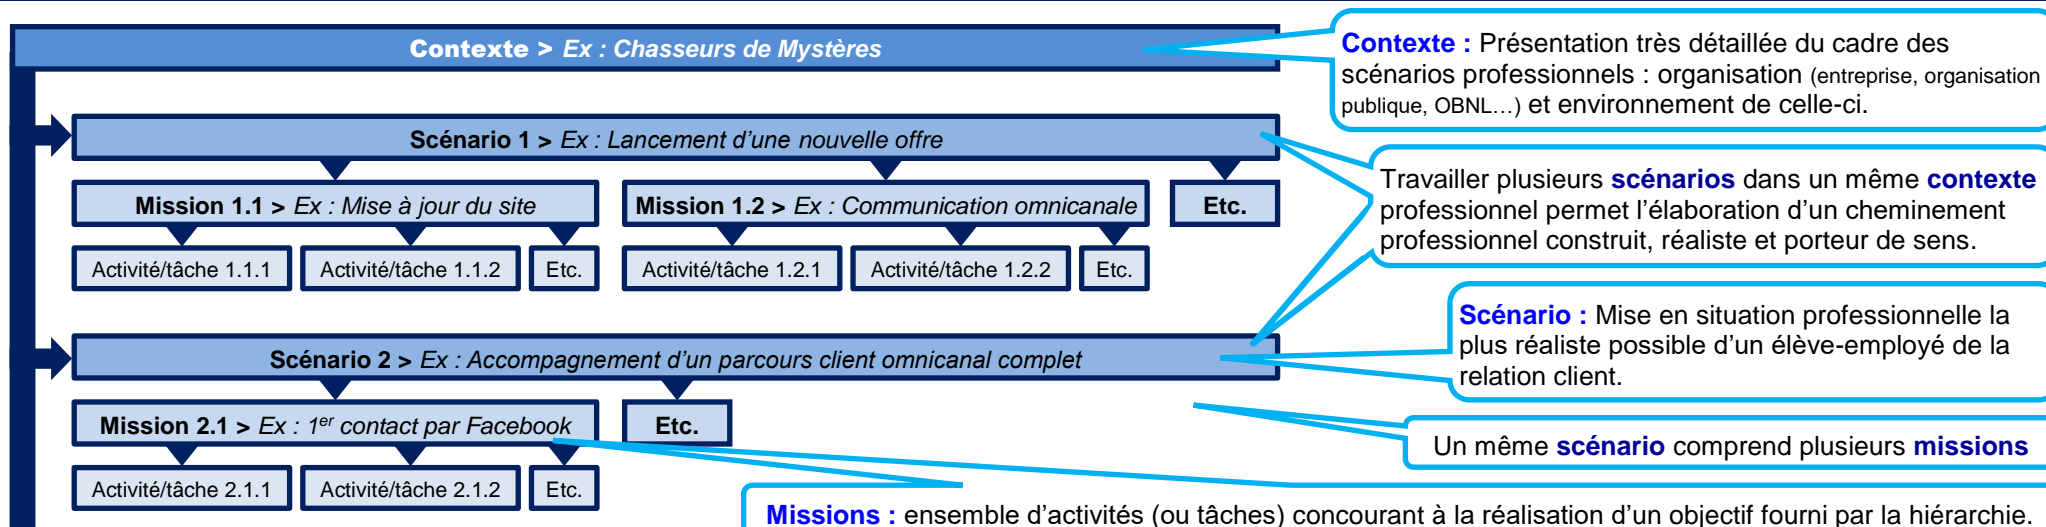 Contexte > Ex : Chasseurs de Mystères
Contexte : Présentation très détaillée du cadre des
scénarios professionnels : organisation (entreprise, organisation
publique, OBNL…) et environnement de celle-ci.
Scénario 1 > Ex : Lancement d’une nouvelle offre
Travailler plusieurs scénarios dans un même contexte
professionnel permet l’élaboration d’un cheminement
professionnel construit, réaliste et porteur de sens.
Mission 1.1 > Ex : Mise à jour du site
Mission 1.2 > Ex : Communication omnicanale
Etc.
Activité/tâche 1.1.1
Activité/tâche 1.1.2
Etc.
Activité/tâche 1.2.1
Activité/tâche 1.2.2
Etc.
Scénario : Mise en situation professionnelle la
plus réaliste possible d’un élève-employé de la
relation client.
Scénario 2 > Ex : Accompagnement d’un parcours client omnicanal complet
Mission 2.1 > Ex : 1er contact par Facebook
Etc.
Un même scénario comprend plusieurs missions
Activité/tâche 2.1.1
Activité/tâche 2.1.2
Etc.
Missions : ensemble d’activités (ou tâches) concourant à la réalisation d’un objectif fourni par la hiérarchie.